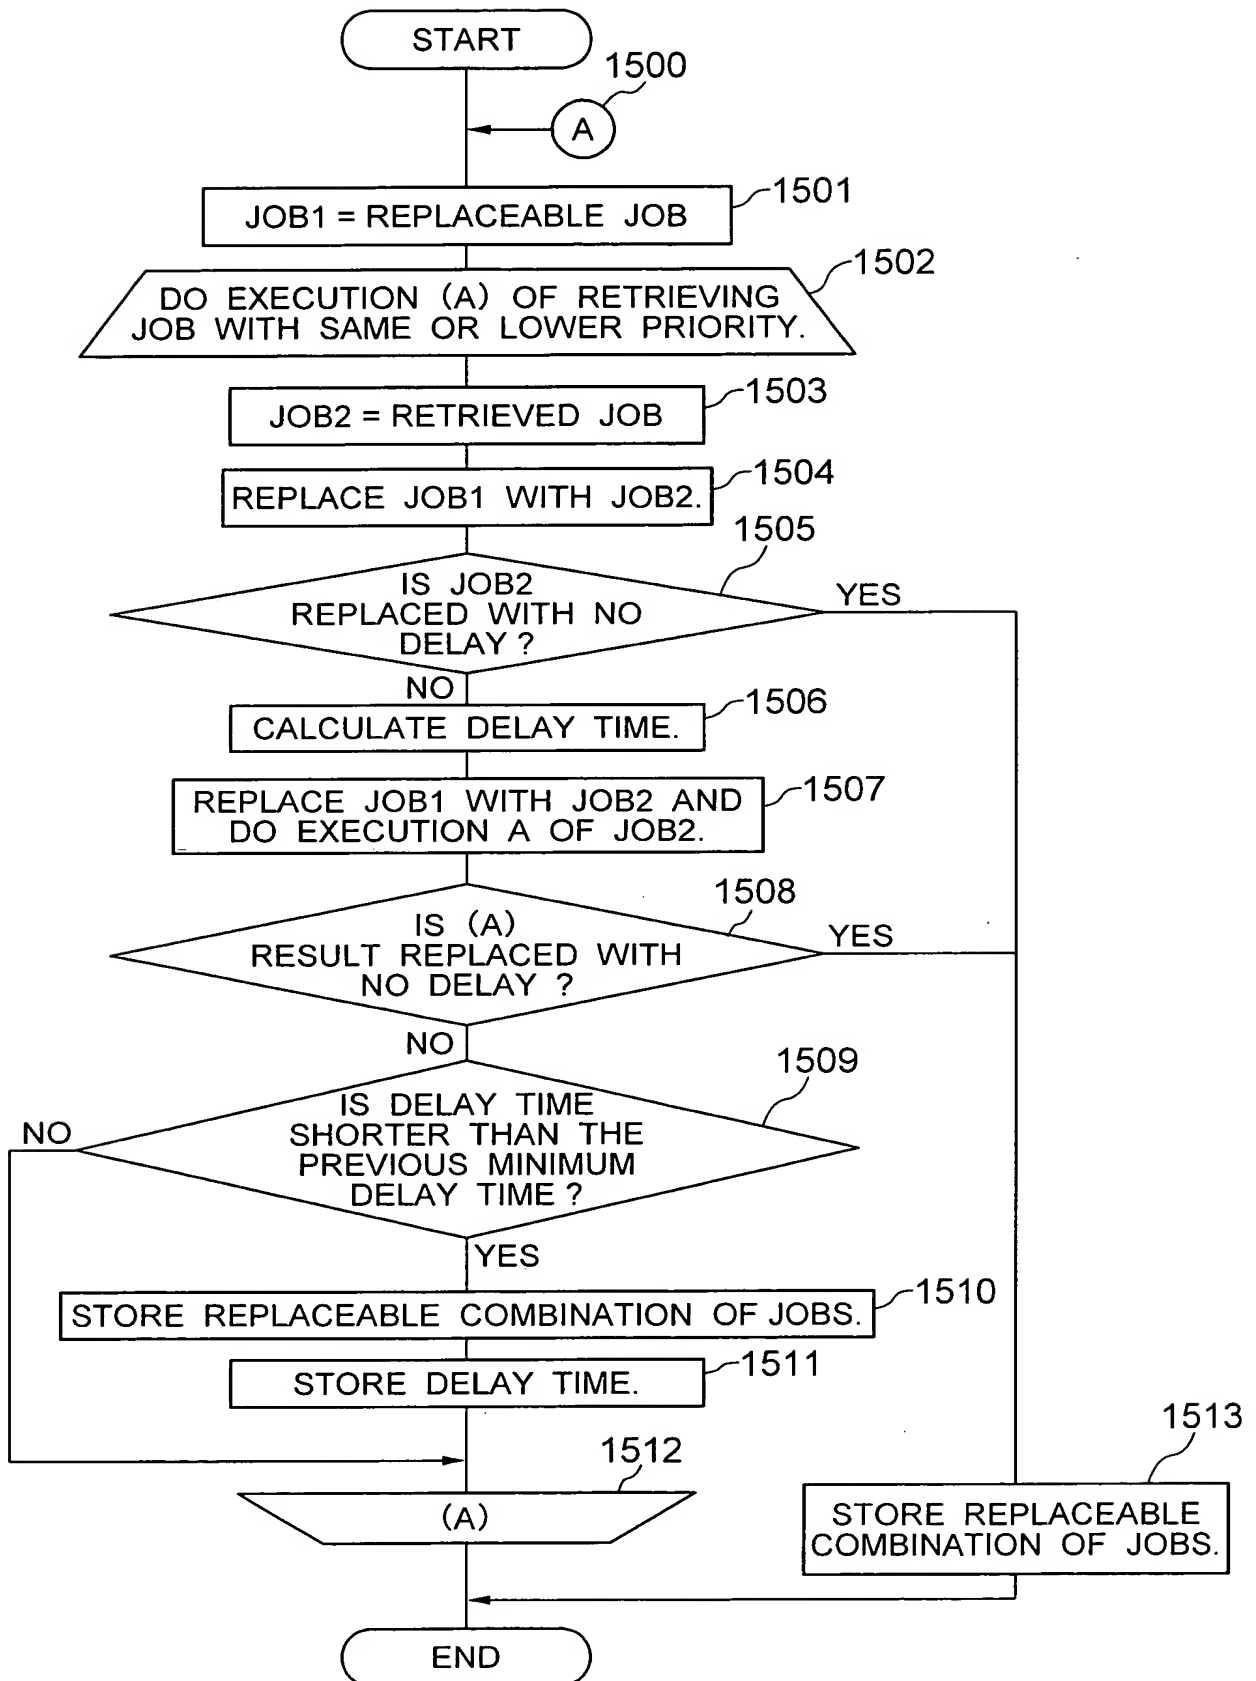 START
1500
A
1501
JOB1 = REPLACEABLE JOB
1502
DO EXECUTION (A) OF RETRIEVING
JOB WITH SAME OR LOWER PRIORITY.
1503
JOB2 = RETRIEVED JOB
1504
REPLACE JOB1 WITH JOB2.
1505
IS JOB2
REPLACED WITH NO
DELAY ?
YES
NO
1506
CALCULATE DELAY TIME.
1507
REPLACE JOB1 WITH JOB2 AND
DO EXECUTION A OF JOB2.
1508
IS (A)
RESULT REPLACED WITH
NO DELAY ?
YES
NO
1509
IS DELAY TIME
SHORTER THAN THE
PREVIOUS MINIMUM
DELAY TIME ?
NO
YES
1510
STORE REPLACEABLE COMBINATION OF JOBS.
1511
STORE DELAY TIME.
1512
(A)
1513
STORE REPLACEABLE
COMBINATION OF JOBS.
END